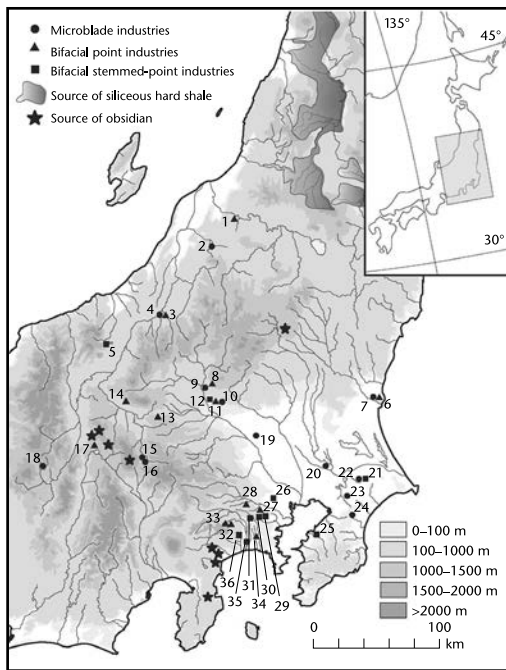 Microblade industries
Bifacial point industries
Bifacial stemmed-point industries
Source of siliceous hard shale
Source of obsidian
135°
45°
30°
1
2
4 3
5
9 8
14
12 11 10
13
7 6
17
18
15
16
19
20
22 21
23
24
28
26
27
25
33
32
36
35
31
34
30
29
0–100 m
100–1000 m
1000–1500 m
1500–2000 m
>2000 m
0 100
km